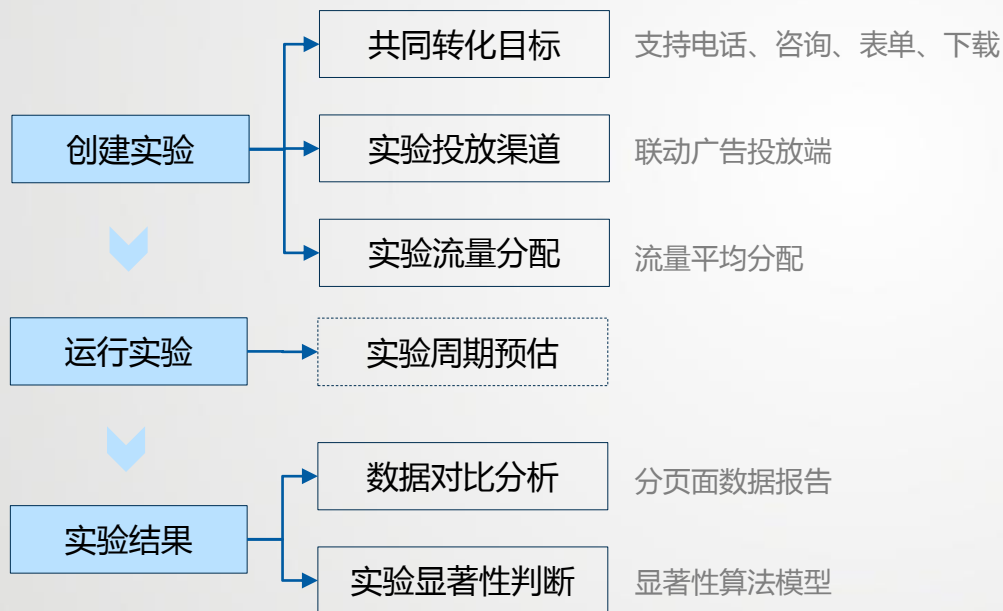 共同转化目标
支持电话、咨询、表单、下载
创建实验
实验投放渠道
联动广告投放端
实验流量分配
流量平均分配
运行实验
实验周期预估
数据对比分析
分页面数据报告
实验结果
实验显著性判断
显著性算法模型